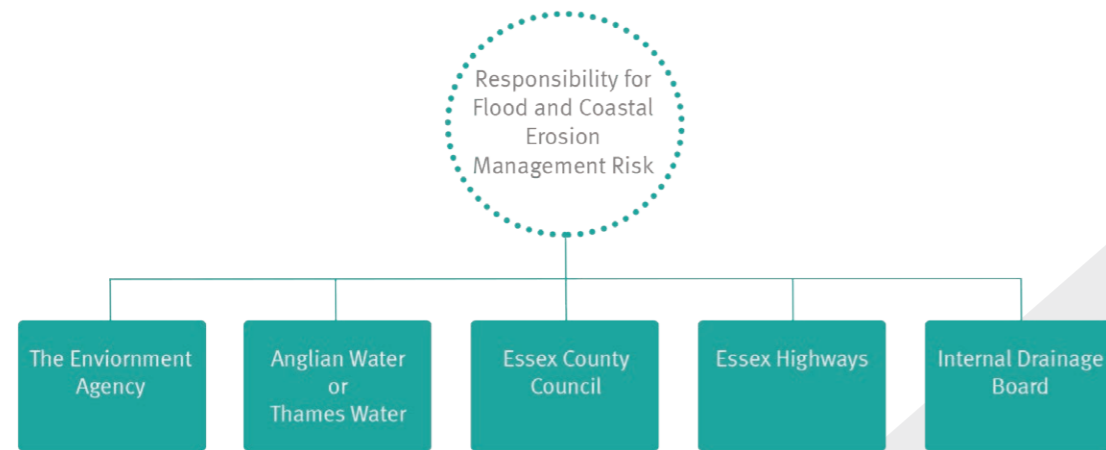 Responsibility for
Flood and Coastal
Erosion
Management Risk
The Enviornment
Agency
Anglian Water
or
Thames Water
Essex County
Council
Essex Highways
Internal Drainage
Board